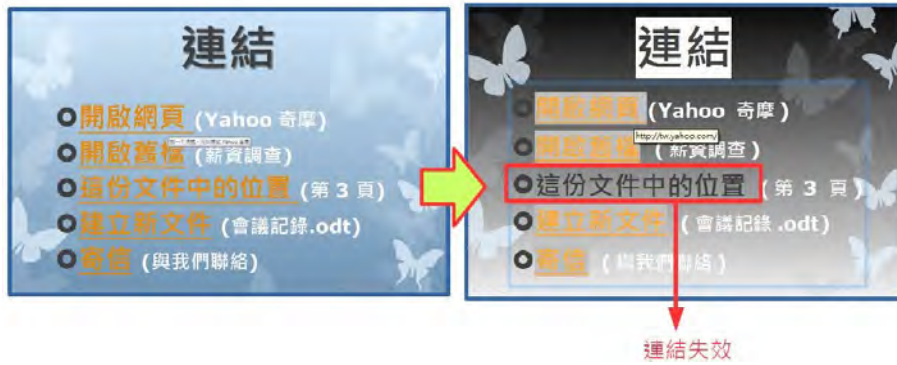 連結
開啟網頁 (Yahoo 奇摩)
開啟舊檔 (薪資調查)
這份文件中的位置 (第 3 頁)
建立新文件 (會議記錄.odt)
寄信 (與我們聯絡)
連結
開啟網頁 (Yahoo 奇摩)
http://tw.yahoo.com/
開啟舊檔 (薪資調查)
這份文件中的位置 (第 3 頁)
建立新文件 (會議記錄.odt)
寄信 (與我們聯絡)
連結失效